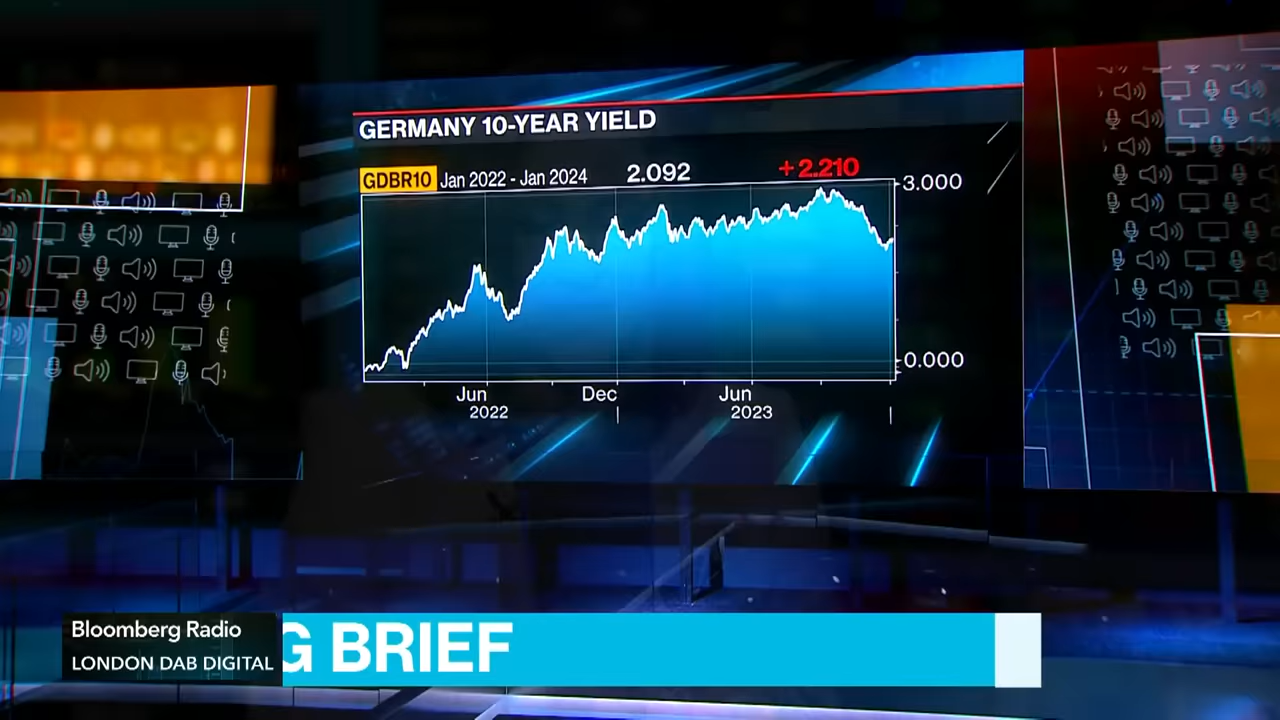 GERMANY 10-YEAR YIELD
GDBR10 Jan 2022 - Jan 2024 2.092 +2.210
3.000
0.000
Jun Dec Jun
2022 2023
Bloomberg Radio
LONDON DAB DIGITAL
G BRIEF